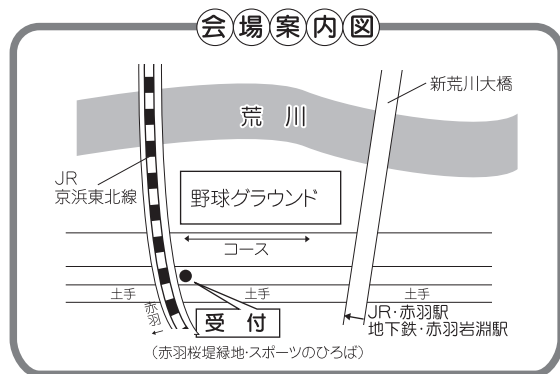 会場案内図
新荒川大橋
荒川
JR
京浜東北線
野球グラウンド
コース
土手
土手
土手
赤羽
受付
JR・赤羽駅
地下鉄・赤羽岩淵駅
(赤羽桜堤緑地・スポーツのひろば)